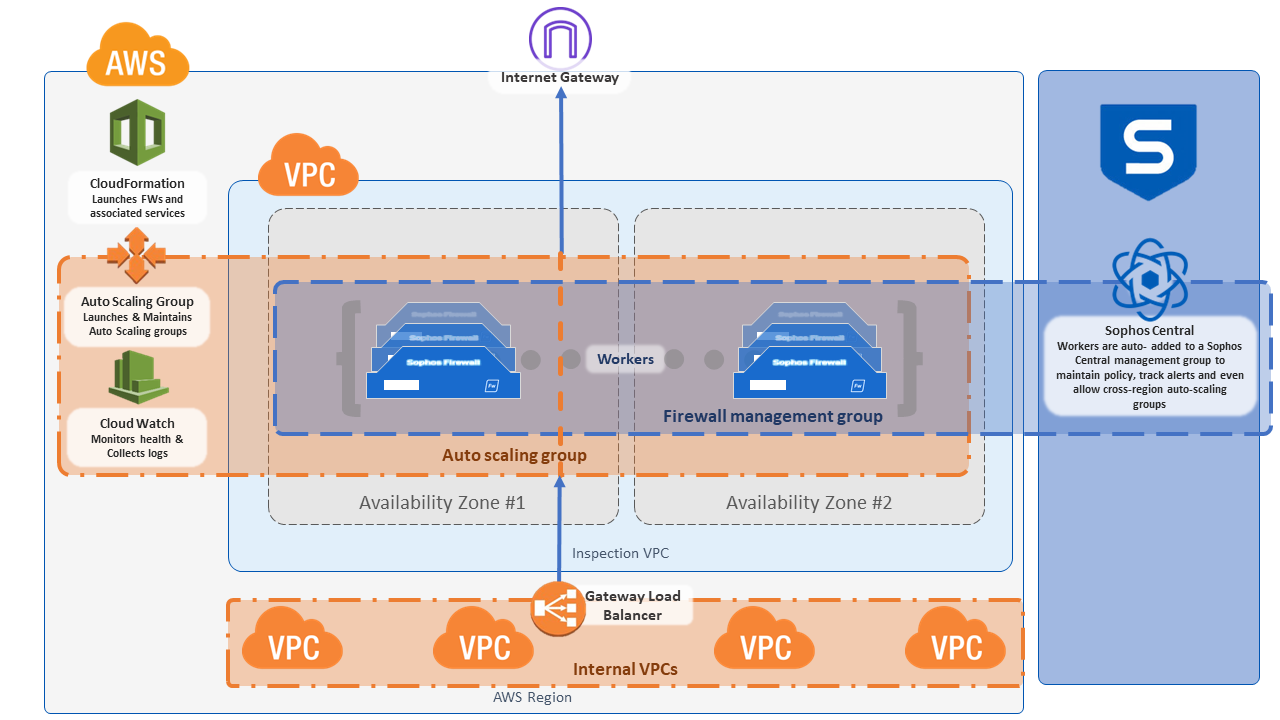 AWS
Internet Gateway
CloudFormation
Launches FWs and
associated services
VPC
S
Auto Scaling Group
Launches & Maintains
Auto Scaling groups
Cloud Watch
Monitors health &
Collects logs
Sophos Firewall
Sophos Firewall
Sophos Firewall
Fw
Workers
Sophos Firewall
Sophos Firewall
Sophos Firewall
Fw
Firewall management group
Auto scaling group
Availability Zone #1
Availability Zone #2
Inspection VPC
Sophos Central
Workers are auto- added to a Sophos
Central management group to
maintain policy, track alerts and even
allow cross-region auto-scaling
groups
Gateway Load
Balancer
VPC
VPC
VPC
VPC
Internal VPCs
AWS Region